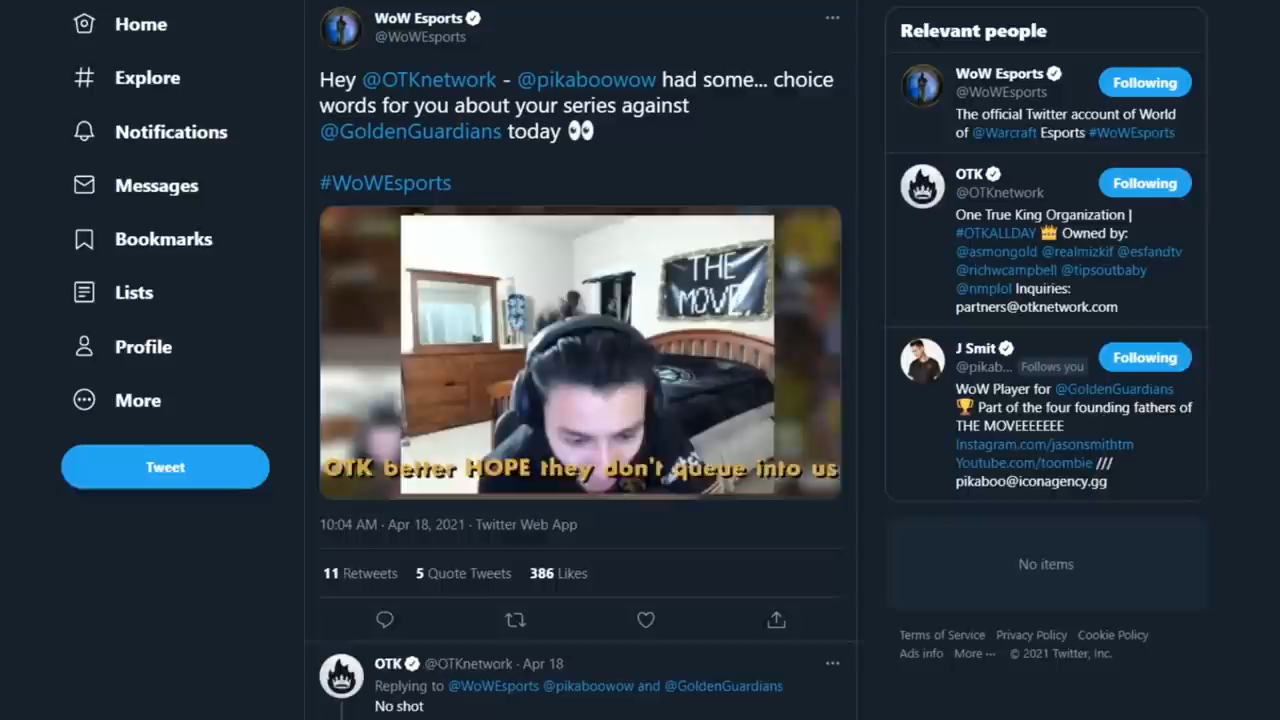 Home
Explore
Notifications
Messages
Bookmarks
Lists
Profile
More
Tweet
WoW Esports
@WoWEsports
Hey @OTKnetwork - @pikaboowow had some... choice
words for you about your series against
@GoldenGuardians today 👀
#WoWEsports
THE
MOVE
OTK better HOPE they don't queue into us
10:04 AM · Apr 18, 2021 · Twitter Web App
11 Retweets 5 Quote Tweets 386 Likes
OTK @OTKnetwork · Apr 18
Replying to @WoWEsports @pikaboowow and @GoldenGuardians
No shot
Relevant people
WoW Esports
@WoWEsports
Following
The official Twitter account of World
of @Warcraft Esports #WoWEsports
OTK
@OTKnetwork
Following
One True King Organization |
#OTKALLDAY 👑 Owned by:
@asmongold @realmizkif @esfandtv
@richwcampbell @tipsoutbaby
@nmplol Inquiries:
partners@otknetwork.com
J Smit
@pikab... Follows you
Following
WoW Player for @GoldenGuardians
🏆 Part of the four founding fathers of
THE MOVEEEEEE
Instagram.com/jasonsmithtm
Youtube.com/toombie ///
pikaboo@iconagency.gg
No items
Terms of Service Privacy Policy Cookie Policy
Ads info More ··· © 2021 Twitter, Inc.